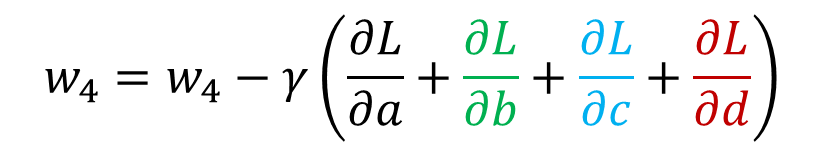 w₄ = w₄ − γ (∂L/∂a + ∂L/∂b + ∂L/∂c + ∂L/∂d)